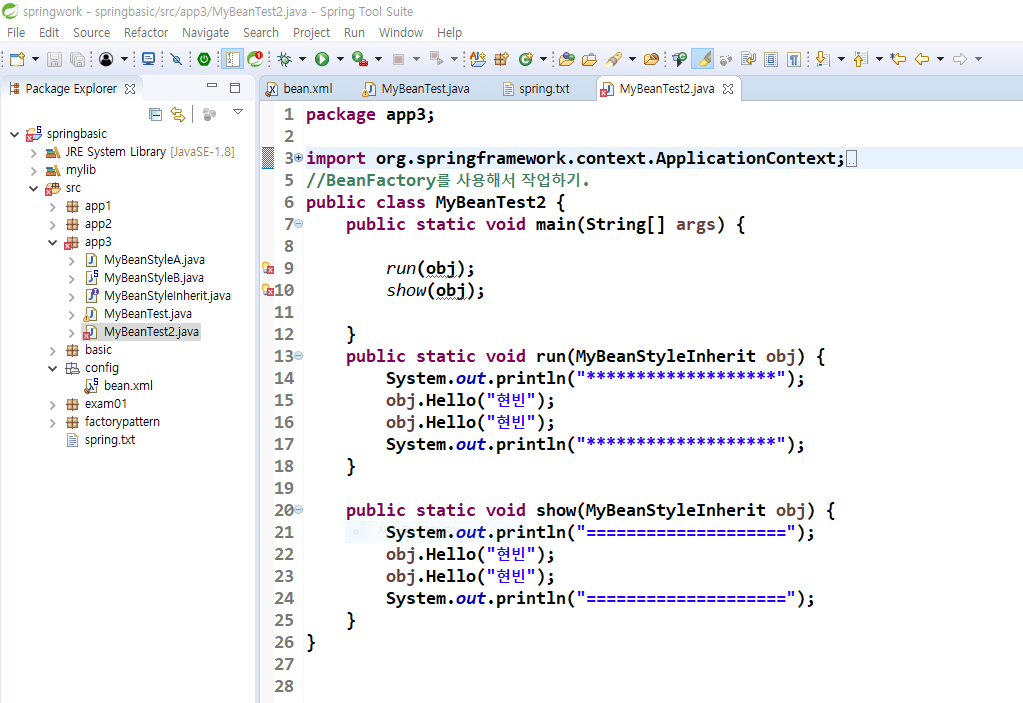 springwork - springbasic/src/app3/MyBeanTest2.java - Spring Tool Suite
File Edit Source Refactor Navigate Search Project Run Window Help
Package Explorer
bean.xml MyBeanTest.java spring.txt MyBeanTest2.java
springbasic
JRE System Library [JavaSE-1.8]
mylib
src
app1
app2
app3
MyBeanStyleA.java
MyBeanStyleB.java
MyBeanStyleInherit.java
MyBeanTest.java
MyBeanTest2.java
basic
config
bean.xml
exam01
factorypattern
spring.txt
1 package app3;
2
3 import org.springframework.context.ApplicationContext;
5 //BeanFactory를 사용해서 작업하기.
6 public class MyBeanTest2 {
7 public static void main(String[] args) {
8
9 run(obj);
10 show(obj);
11
12 }
13 public static void run(MyBeanStyleInherit obj) {
14 System.out.println("*******************");
15 obj.Hello("현빈");
16 obj.Hello("현빈");
17 System.out.println("*******************");
18 }
19
20 public static void show(MyBeanStyleInherit obj) {
21 System.out.println("====================");
22 obj.Hello("현빈");
23 obj.Hello("현빈");
24 System.out.println("====================");
25 }
26 }
27
28